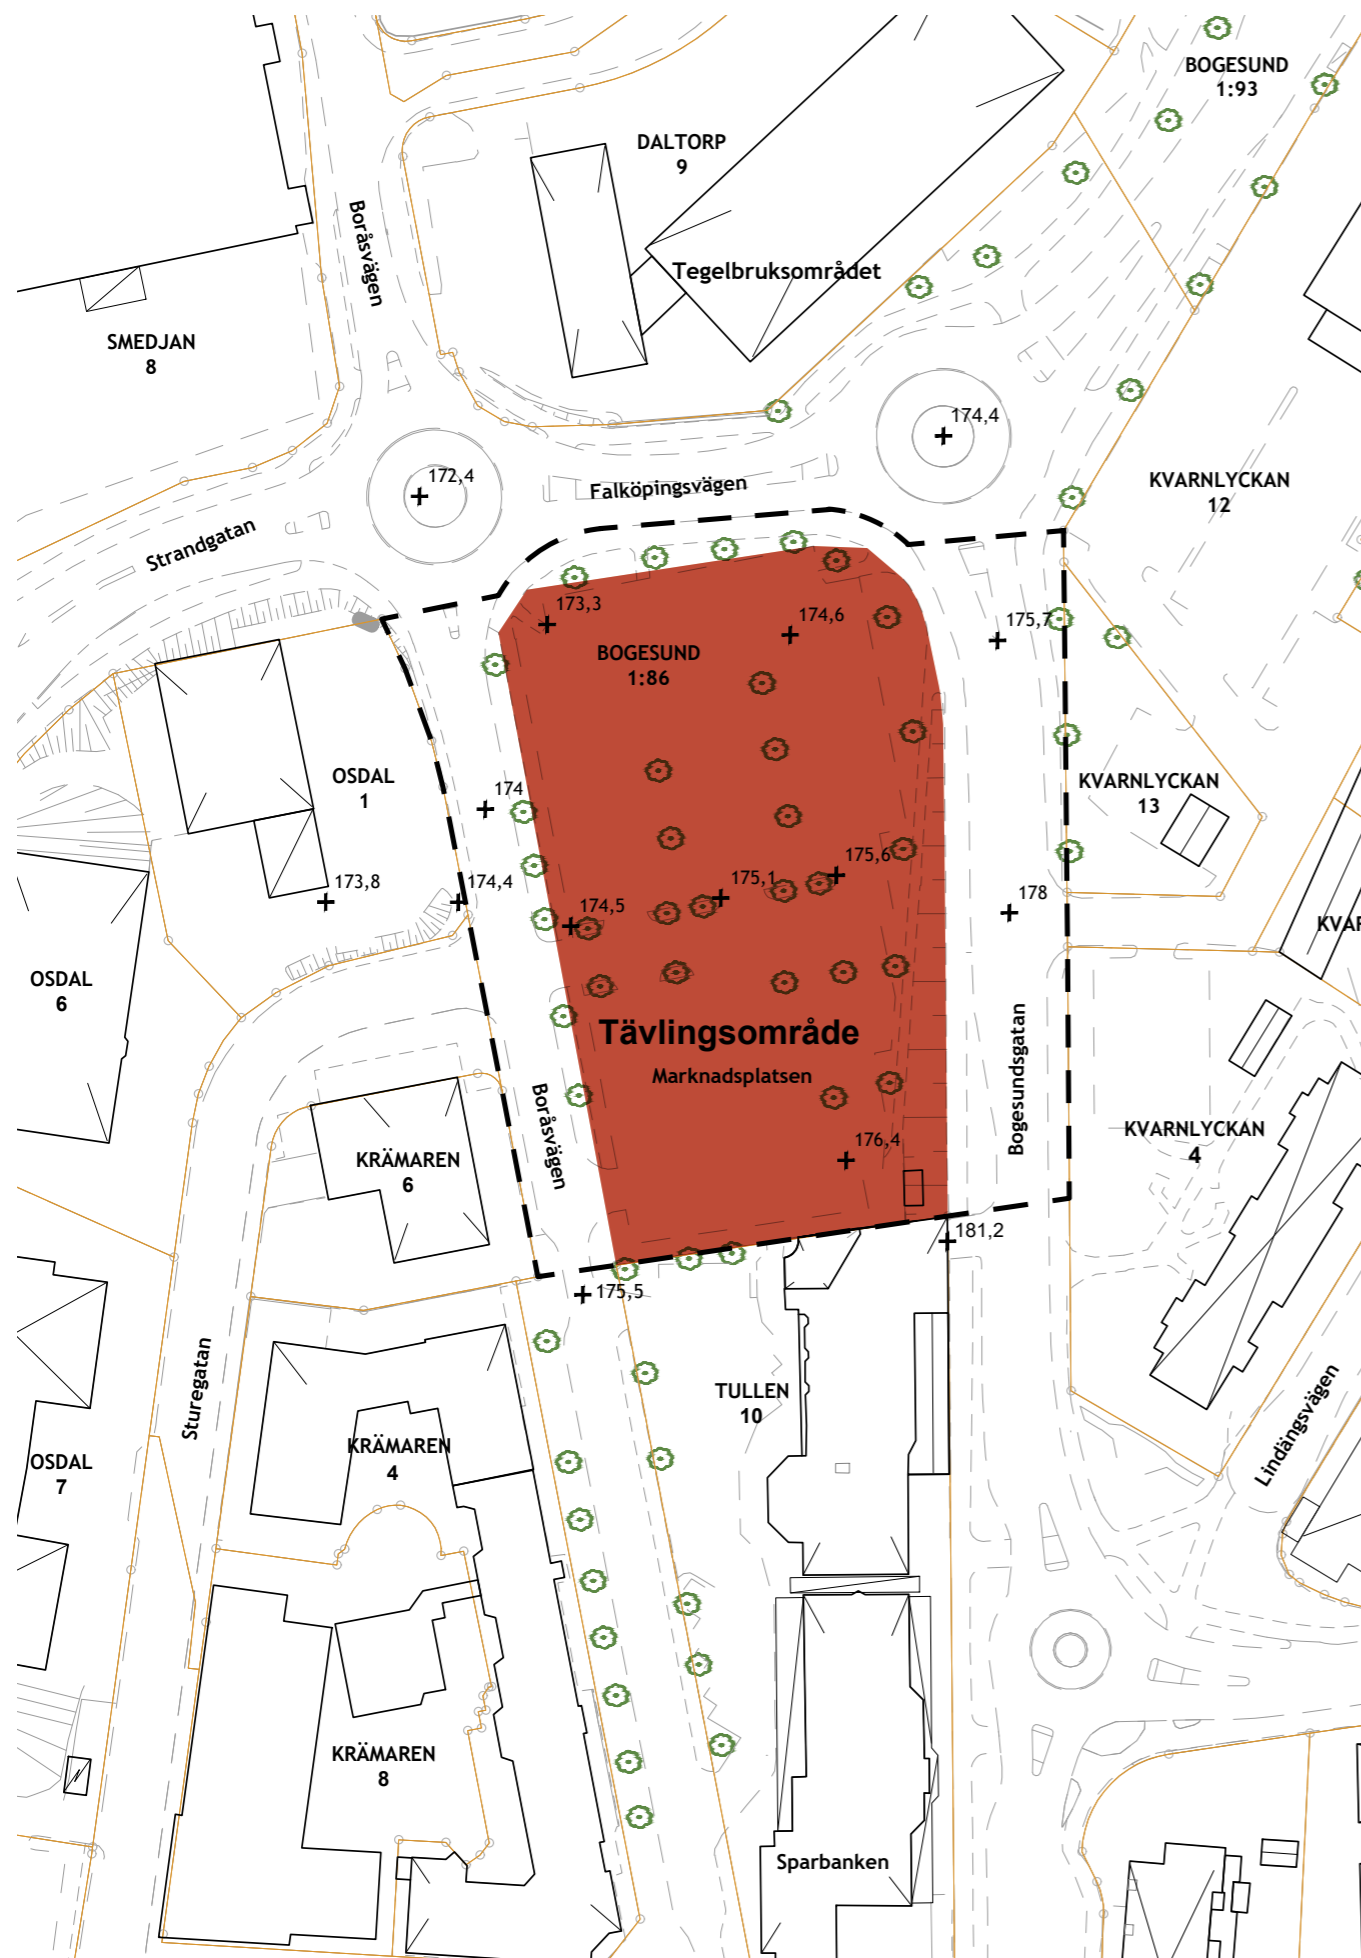 BOGESUND
1:93
DALTORP
9
Boråsvägen
Tegelbruksområdet
SMEDJAN
8
174,4
172,4
Falköpingsvägen
KVARNLYCKAN
12
Strandgatan
173,3
174,6
175,7
BOGESUND
1:86
OSDAL
1
174
KVARNLYCKAN
13
173,8
174,4
174,5
175,1
175,6
178
KVAR
OSDAL
6
Tävlingsområde
Marknadsplatsen
Bogesundsgatan
Boråsvägen
KRÄMAREN
6
KVARNLYCKAN
4
176,4
181,2
175,5
Sturegatan
TULLEN
10
Lindängsvägen
KRÄMAREN
4
OSDAL
7
KRÄMAREN
8
Sparbanken